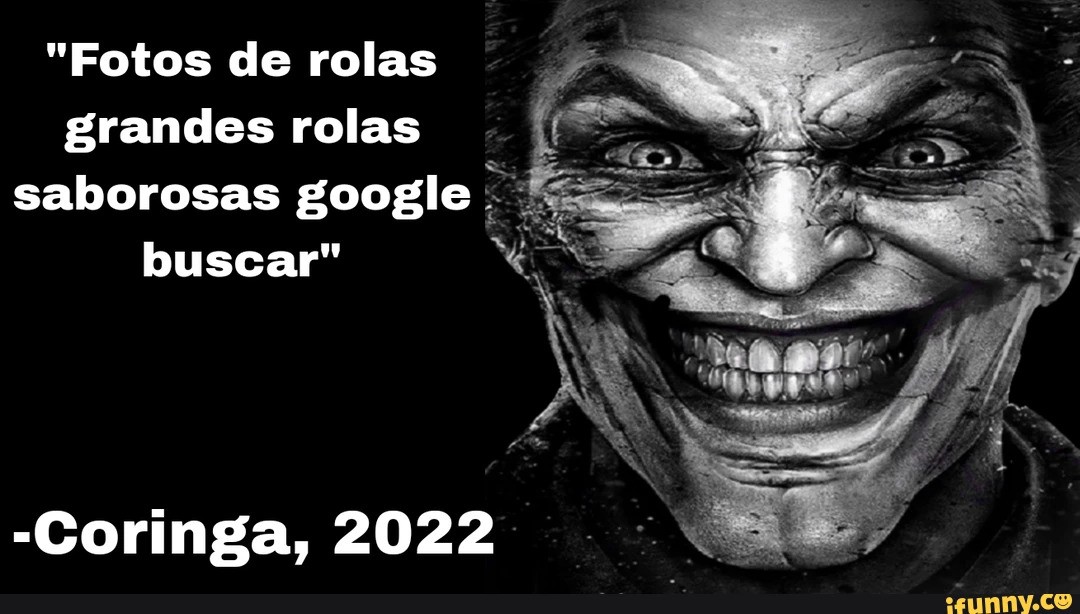 "Fotos de rolas
grandes rolas
saborosas google
buscar"
-Coringa, 2022
ifunny.co